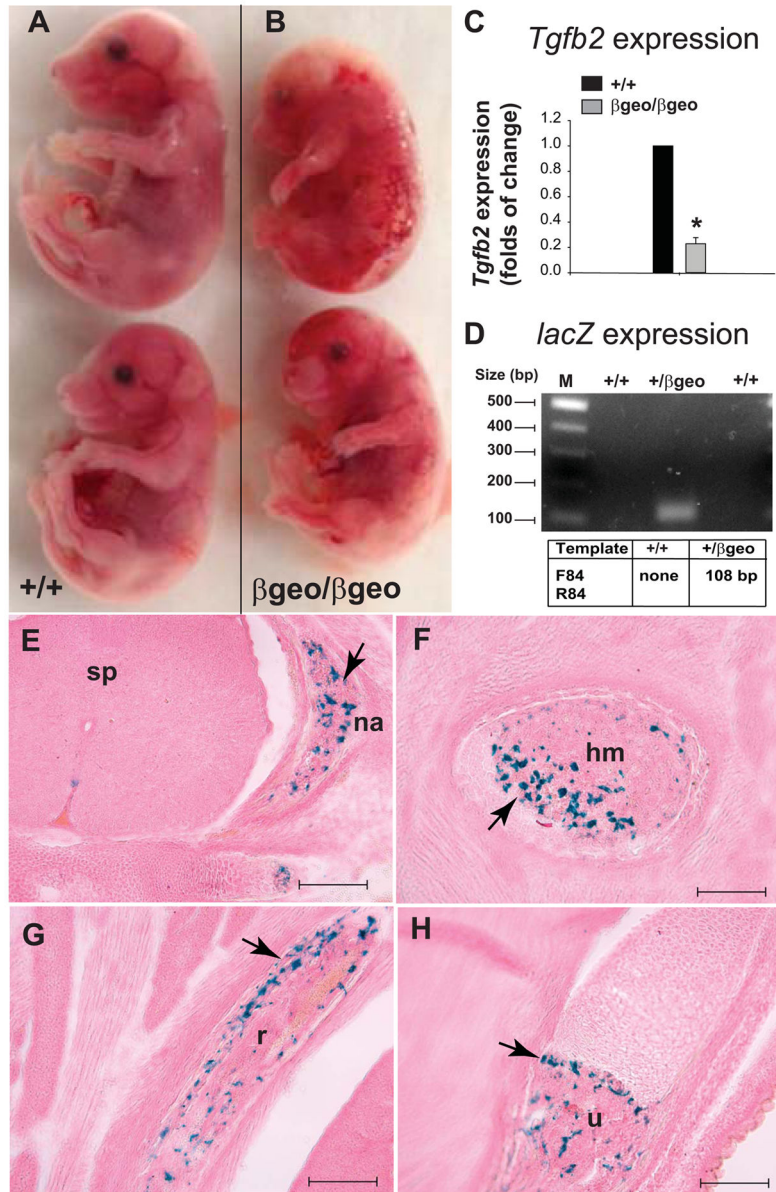 A
B
+/+
βgeo/βgeo
C
Tgfb2 expression
+/+
βgeo/βgeo
Tgfb2 expression
(folds of change)
1.2
1.0
0.8
0.6
0.4
0.2
0.0
*
D
lacZ expression
Size (bp) M +/+ +/βgeo +/+
500
400
300
200
100
Template +/+ +/βgeo
F84 none 108 bp
R84
E
sp
na
F
hm
G
r
H
u